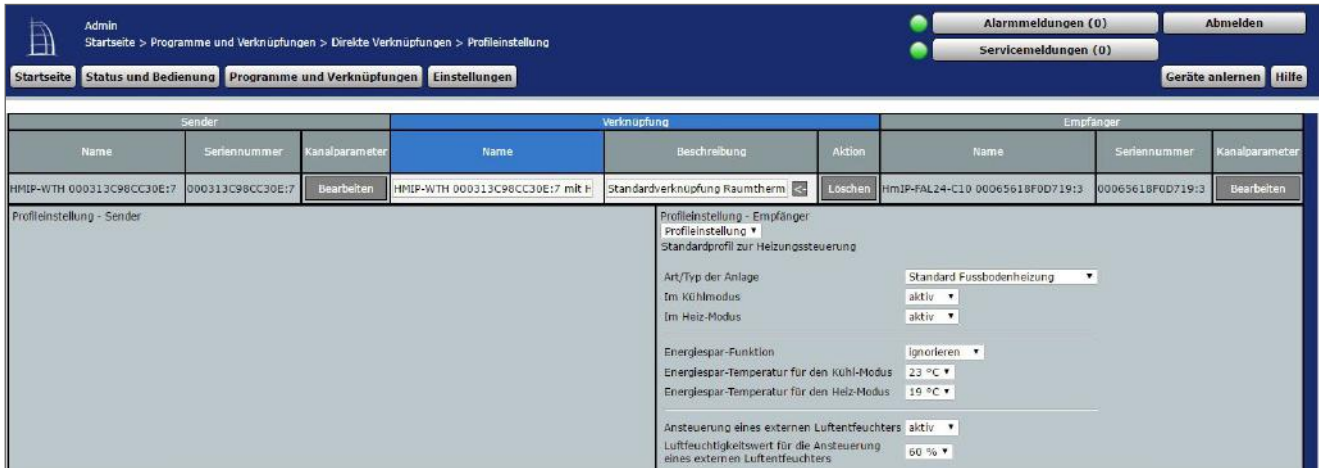 Admin
Alarmmeldungen (0)
Abmelden
Startseite > Programme und Verknüpfungen > Direkte Verknüpfungen > Profileinstellung
Servicemeldungen (0)
Startseite Status und Bedienung Programme und Verknüpfungen Einstellungen Geräte anlernen Hilfe
Sender Verknüpfung Empfänger
Name Seriennummer Kanalparameter Name Beschreibung Aktion Name Seriennummer Kanalparameter
HMIP-WTH 000313C98CC30E:7 000313C98CC30E:7 Bearbeiten HMIP-WTH 000313C98CC30E:7 mit H Standardverknüpfung Raumtherm <- Löschen HmIP-FAL24-C10 00065618F0D719:3 00065618F0D719:3 Bearbeiten
Profileinstellung - Sender
Profileinstellung - Empfänger
Profileinstellung
Standardprofil zur Heizungssteuerung
Art/Typ der Anlage Standard Fussbodenheizung
Im Kühlmodus aktiv
Im Heiz-Modus aktiv
Energiespar-Funktion ignorieren
Energiespar-Temperatur für den Kühl-Modus 23 °C
Energiespar-Temperatur für den Heiz-Modus 19 °C
Ansteuerung eines externen Luftentfeuchters aktiv
Luftfeuchtigkeitswert für die Ansteuerung
eines externen Luftentfeuchters 60 %